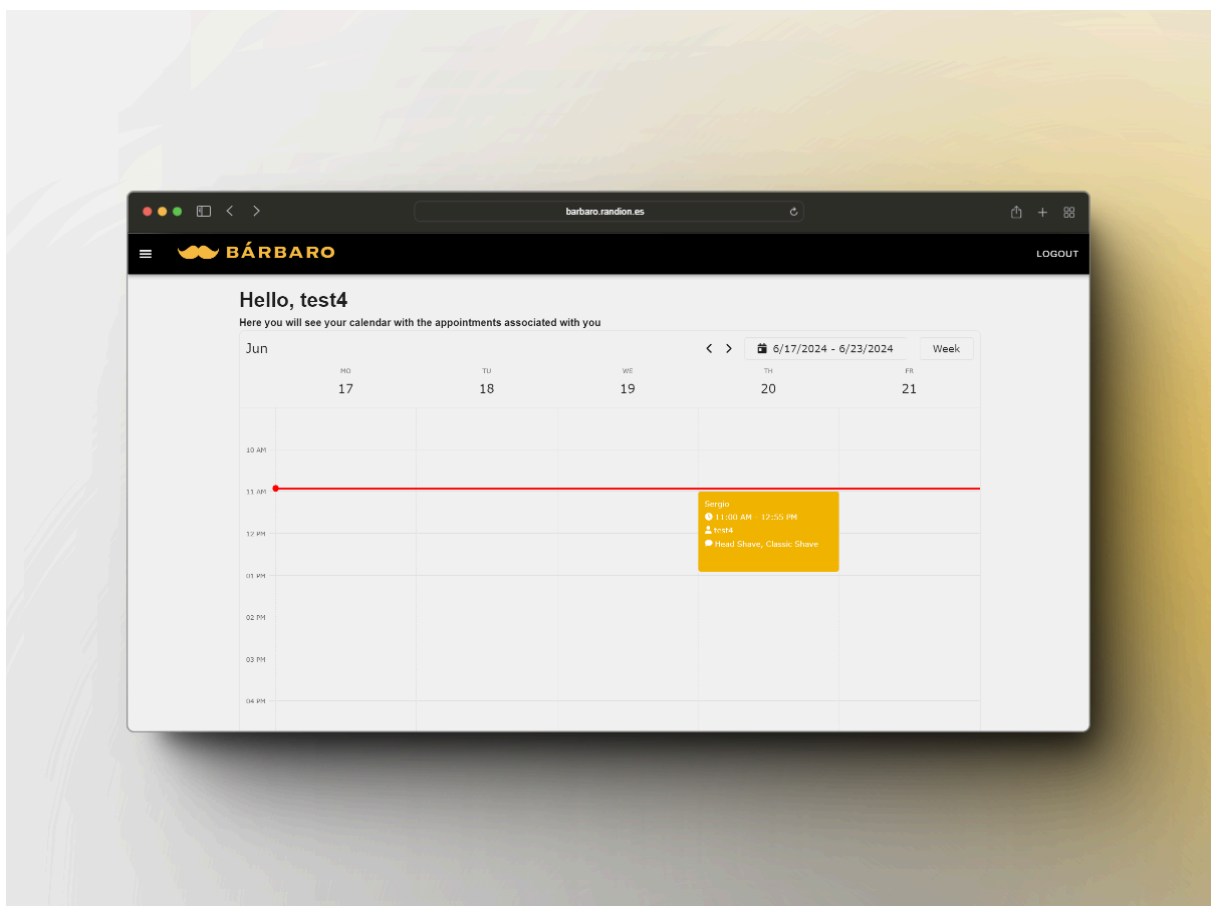 barbaro.randion.es
BÁRBARO
LOGOUT
Hello, test4
Here you will see your calendar with the appointments associated with you
Jun
6/17/2024 - 6/23/2024
Week
MO
TU
WE
TH
FR
17
18
19
20
21
10 AM
11 AM
Sergio
11:00 AM - 12:55 PM
test4
Head Shave, Classic Shave
12 PM
01 PM
02 PM
03 PM
04 PM